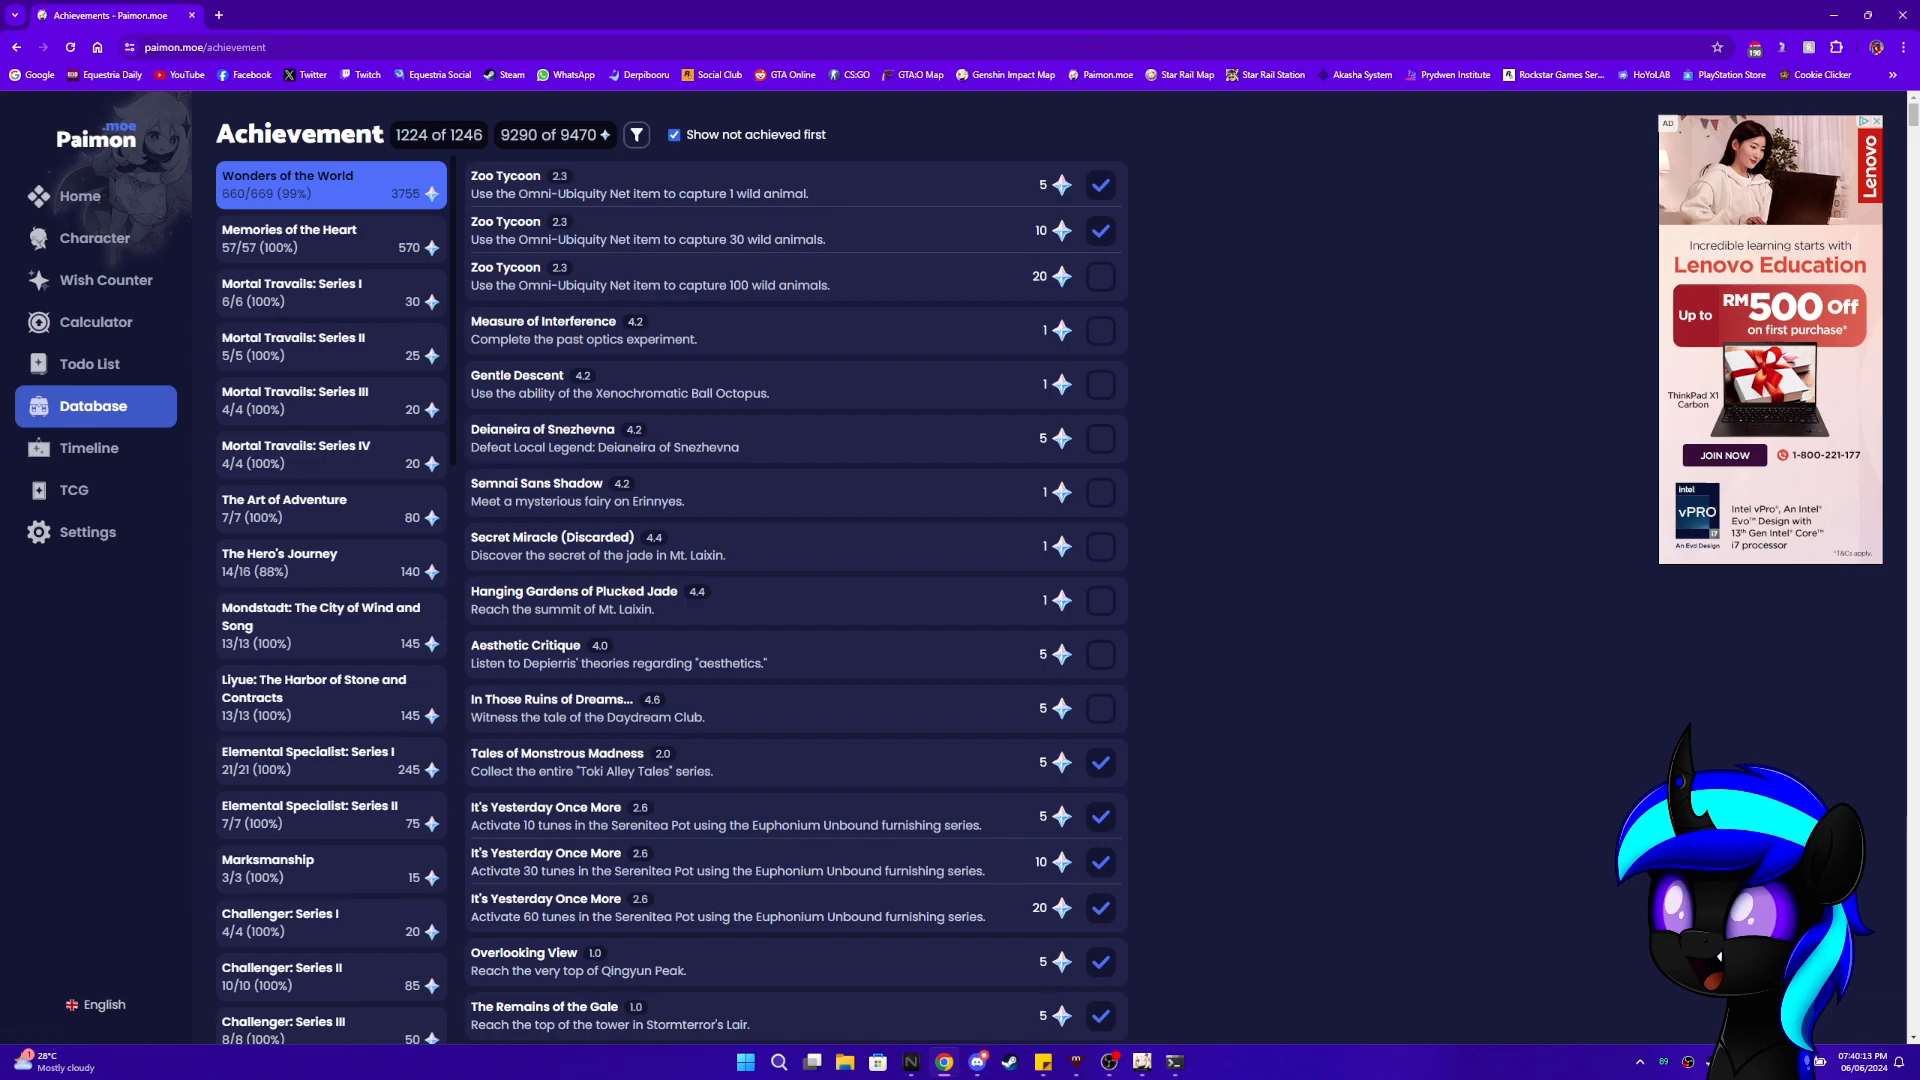 Achievements - Paimon.moe
paimon.moe/achievement
190
Google
Equestria Daily
YouTube
Facebook
Twitter
Twitch
Equestria Social
Steam
WhatsApp
Derpibooru
Social Club
GTA Online
CS:GO
GTA:O Map
Genshin Impact Map
Paimon.moe
Star Rail Map
Star Rail Station
Akasha System
Prydwen Institute
Rockstar Games Ser...
HoYoLAB
PlayStation Store
Cookie Clicker
.moe
Paimon
Home
Character
Wish Counter
Calculator
Todo List
Database
Timeline
TCG
Settings
English
Achievement
1224 of 1246
9290 of 9470
Show not achieved first
Wonders of the World
660/669 (99%) 3755
Memories of the Heart
57/57 (100%) 570
Mortal Travails: Series I
6/6 (100%) 30
Mortal Travails: Series II
5/5 (100%) 25
Mortal Travails: Series III
4/4 (100%) 20
Mortal Travails: Series IV
4/4 (100%) 20
The Art of Adventure
7/7 (100%) 80
The Hero's Journey
14/16 (88%) 140
Mondstadt: The City of Wind and
Song
13/13 (100%) 145
Liyue: The Harbor of Stone and
Contracts
13/13 (100%) 145
Elemental Specialist: Series I
21/21 (100%) 245
Elemental Specialist: Series II
7/7 (100%) 75
Marksmanship
3/3 (100%) 15
Challenger: Series I
4/4 (100%) 20
Challenger: Series II
10/10 (100%) 85
Challenger: Series III
8/8 (100%) 50
Zoo Tycoon 2.3
Use the Omni-Ubiquity Net item to capture 1 wild animal.
5
Zoo Tycoon 2.3
Use the Omni-Ubiquity Net item to capture 30 wild animals.
10
Zoo Tycoon 2.3
Use the Omni-Ubiquity Net item to capture 100 wild animals.
20
Measure of Interference 4.2
Complete the past optics experiment.
1
Gentle Descent 4.2
Use the ability of the Xenochromatic Ball Octopus.
1
Deianeira of Snezhevna 4.2
Defeat Local Legend: Deianeira of Snezhevna
5
Semnai Sans Shadow 4.2
Meet a mysterious fairy on Erinnyes.
1
Secret Miracle (Discarded) 4.4
Discover the secret of the jade in Mt. Laixin.
1
Hanging Gardens of Plucked Jade 4.4
Reach the summit of Mt. Laixin.
1
Aesthetic Critique 4.0
Listen to Depierris' theories regarding "aesthetics."
5
In Those Ruins of Dreams... 4.6
Witness the tale of the Daydream Club.
5
Tales of Monstrous Madness 2.0
Collect the entire "Toki Alley Tales" series.
5
It's Yesterday Once More 2.6
Activate 10 tunes in the Serenitea Pot using the Euphonium Unbound furnishing series.
5
It's Yesterday Once More 2.6
Activate 30 tunes in the Serenitea Pot using the Euphonium Unbound furnishing series.
10
It's Yesterday Once More 2.6
Activate 60 tunes in the Serenitea Pot using the Euphonium Unbound furnishing series.
20
Overlooking View 1.0
Reach the very top of Qingyun Peak.
5
The Remains of the Gale 1.0
Reach the top of the tower in Stormterror's Lair.
5
AD
Lenovo
Incredible learning starts with
Lenovo Education
Up to RM500 Off
on first purchase*
ThinkPad X1
Carbon
JOIN NOW 1-800-221-177
intel
vPRO
i7
An Evo Design
Intel vPro®, An Intel®
Evo™ Design with
13th Gen Intel® Core™
i7 processor
*T&Cs apply.
1
28°C
Mostly cloudy
89
07:40:13 PM
06/06/2024